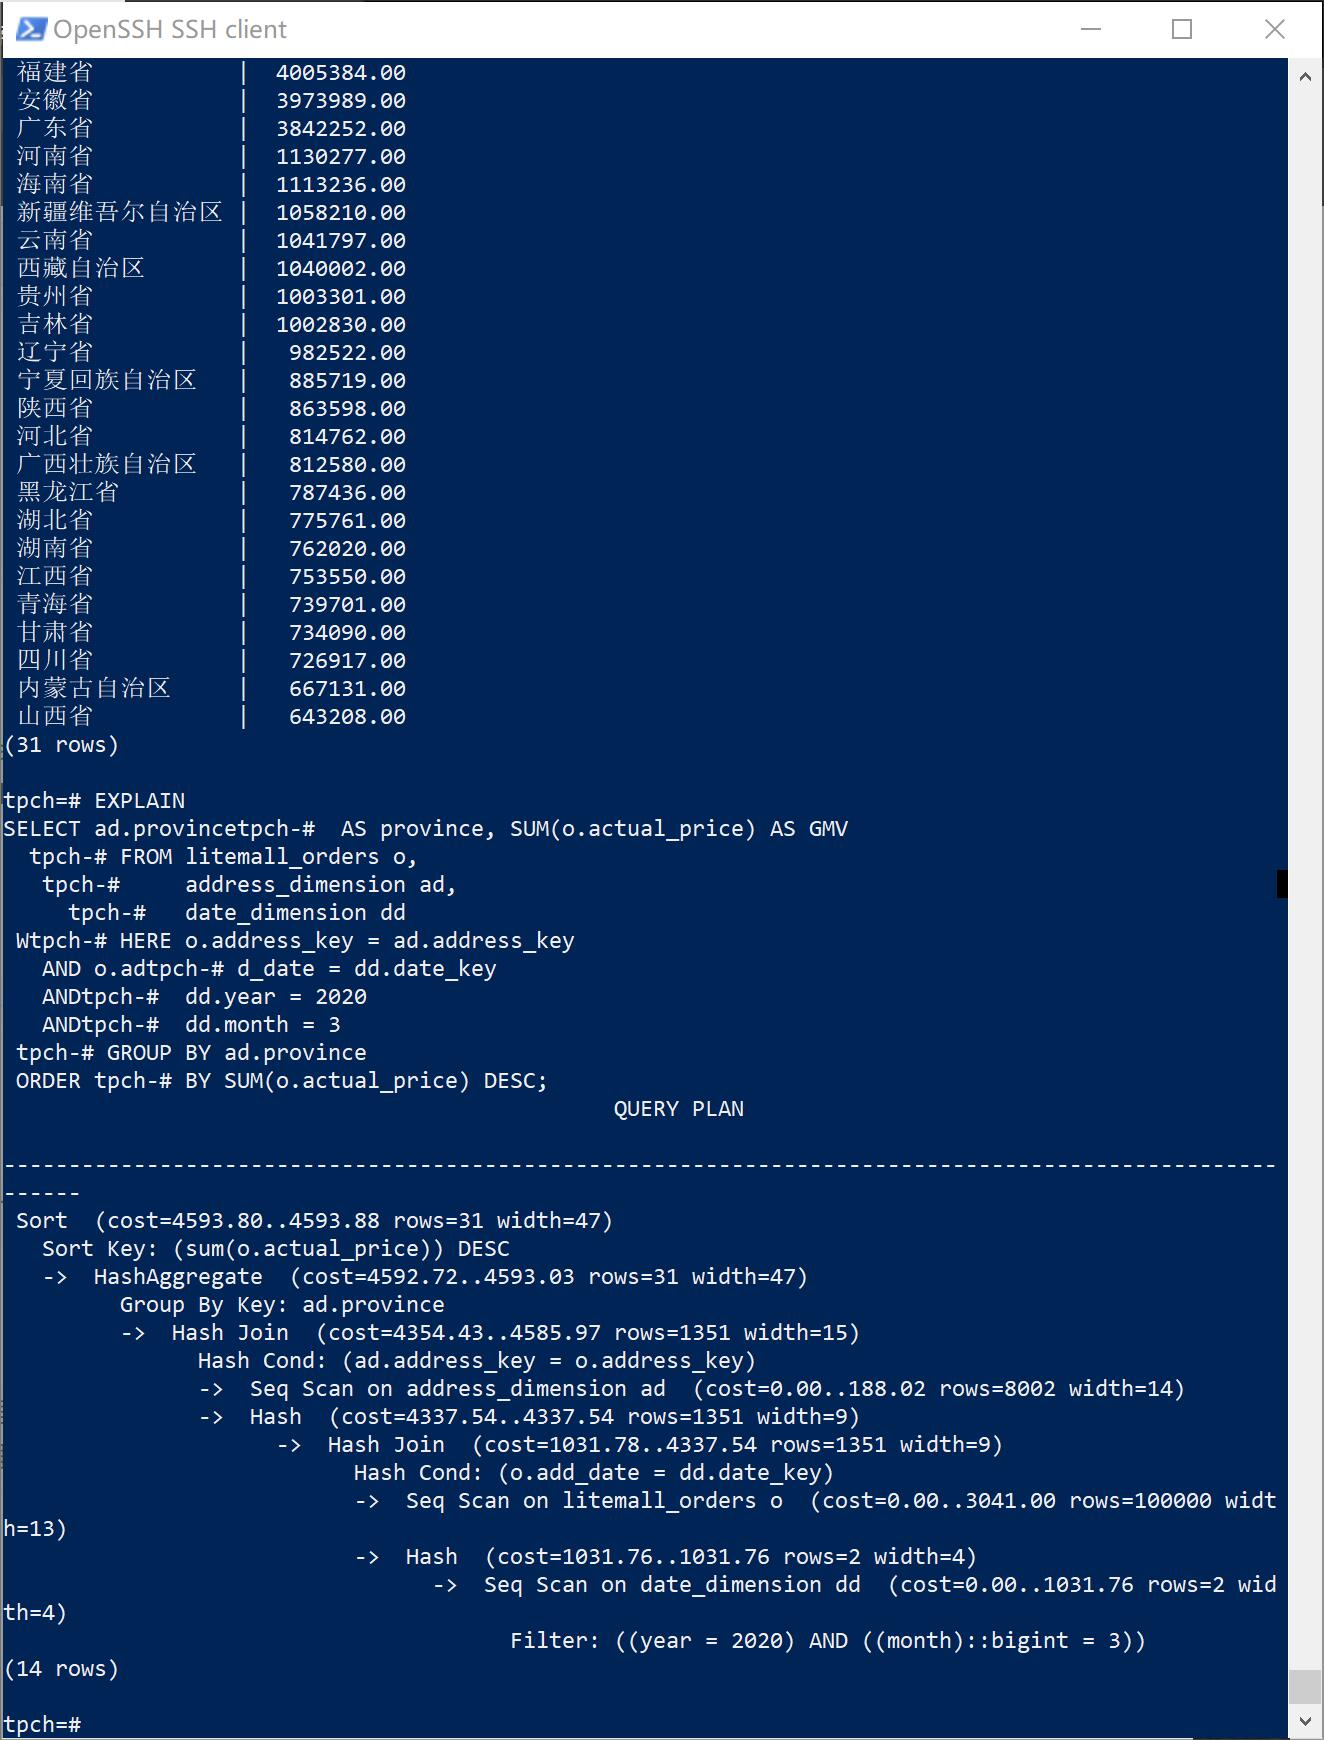 OpenSSH SSH client
福建省 | 4005384.00
安徽省 | 3973989.00
广东省 | 3842252.00
河南省 | 1130277.00
海南省 | 1113236.00
新疆维吾尔自治区 | 1058210.00
云南省 | 1041797.00
西藏自治区 | 1040002.00
贵州省 | 1003301.00
吉林省 | 1002830.00
辽宁省 | 982522.00
宁夏回族自治区 | 885719.00
陕西省 | 863598.00
河北省 | 814762.00
广西壮族自治区 | 812580.00
黑龙江省 | 787436.00
湖北省 | 775761.00
湖南省 | 762020.00
江西省 | 753550.00
青海省 | 739701.00
甘肃省 | 734090.00
四川省 | 726917.00
内蒙古自治区 | 667131.00
山西省 | 643208.00
(31 rows)
tpch=# EXPLAIN
SELECT ad.provincetpch-#  AS province, SUM(o.actual_price) AS GMV
tpch-# FROM litemall_orders o,
tpch-#     address_dimension ad,
tpch-#   date_dimension dd
Wtpch-# HERE o.address_key = ad.address_key
AND o.adtpch-# d_date = dd.date_key
ANDtpch-#  dd.year = 2020
ANDtpch-#  dd.month = 3
tpch-# GROUP BY ad.province
ORDER tpch-# BY SUM(o.actual_price) DESC;
QUERY PLAN
--------------------------------------------------------------------------------------------------
------
Sort  (cost=4593.80..4593.88 rows=31 width=47)
Sort Key: (sum(o.actual_price)) DESC
->  HashAggregate  (cost=4592.72..4593.03 rows=31 width=47)
Group By Key: ad.province
->  Hash Join  (cost=4354.43..4585.97 rows=1351 width=15)
Hash Cond: (ad.address_key = o.address_key)
->  Seq Scan on address_dimension ad  (cost=0.00..188.02 rows=8002 width=14)
->  Hash  (cost=4337.54..4337.54 rows=1351 width=9)
->  Hash Join  (cost=1031.78..4337.54 rows=1351 width=9)
Hash Cond: (o.add_date = dd.date_key)
->  Seq Scan on litemall_orders o  (cost=0.00..3041.00 rows=100000 widt
h=13)
->  Hash  (cost=1031.76..1031.76 rows=2 width=4)
->  Seq Scan on date_dimension dd  (cost=0.00..1031.76 rows=2 wid
th=4)
Filter: ((year = 2020) AND ((month)::bigint = 3))
(14 rows)
tpch=#